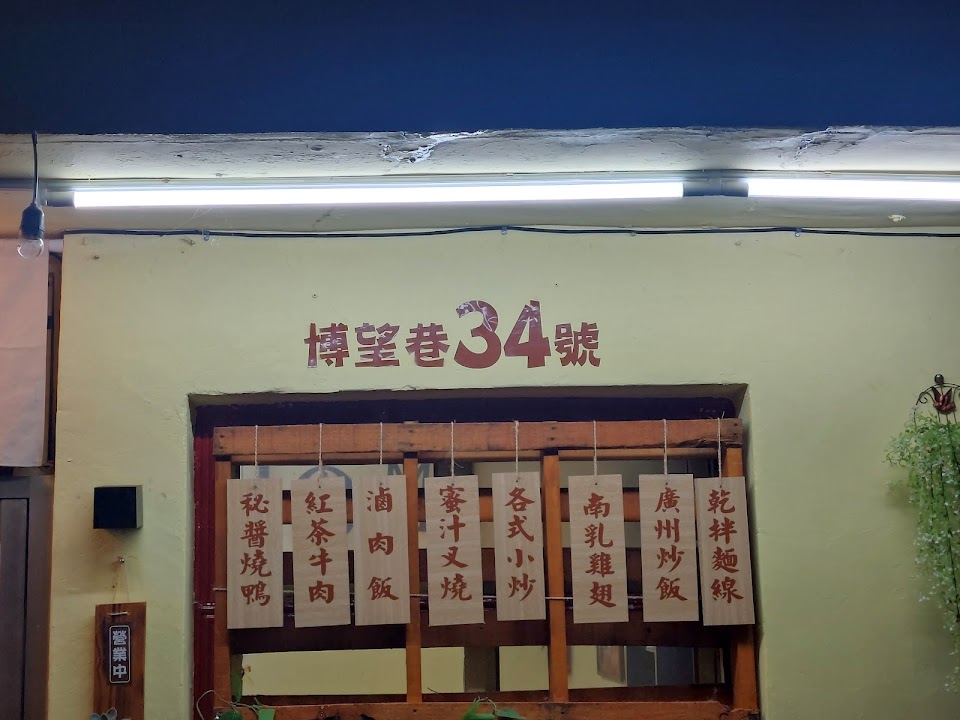 博望巷34號
秘醬燒鴨
紅茶牛肉
滷肉飯
蜜汁叉燒
各式小炒
南乳雞翅
廣州炒飯
乾拌麵線
營業中